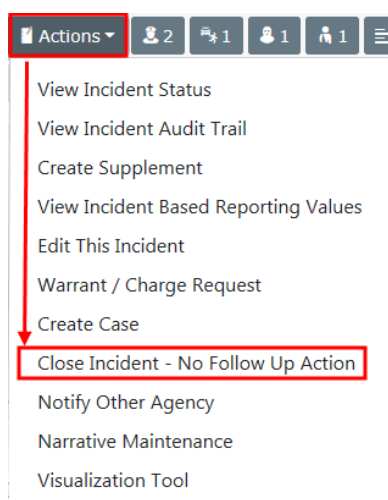 Actions 2 1 1 1
View Incident Status
View Incident Audit Trail
Create Supplement
View Incident Based Reporting Values
Edit This Incident
Warrant / Charge Request
Create Case
Close Incident - No Follow Up Action
Notify Other Agency
Narrative Maintenance
Visualization Tool